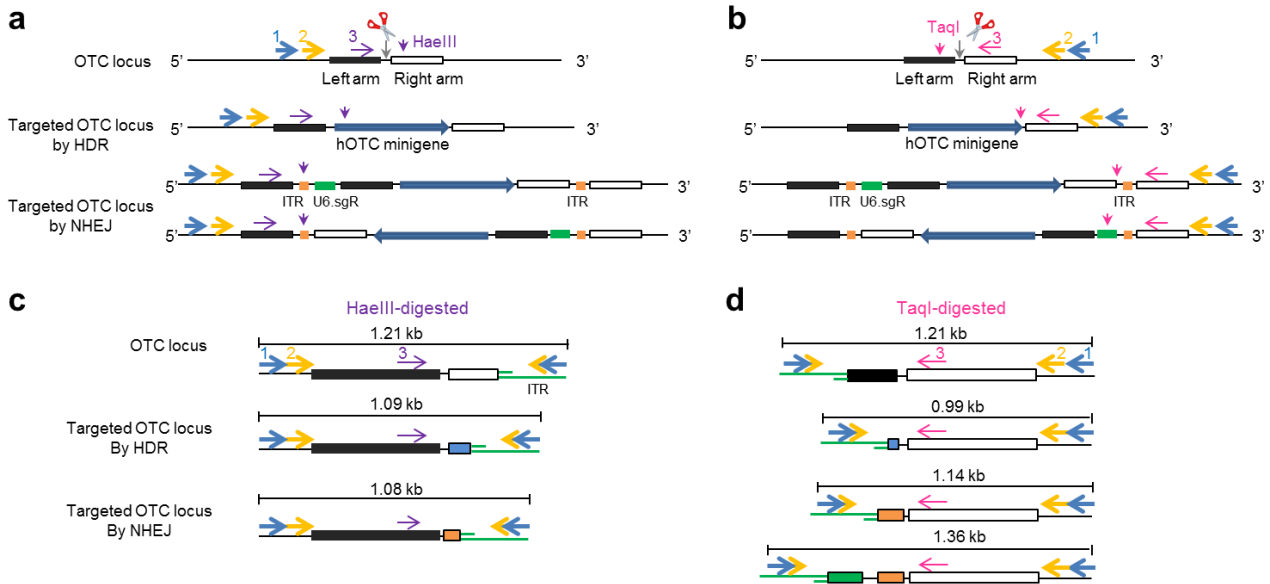 a
1
2
3
HaeIII
OTC locus
5’
3’
Left arm
Right arm
Targeted OTC locus
by HDR
5’
3’
hOTC minigene
Targeted OTC locus
by NHEJ
5’
3’
ITR
U6.sgR
ITR
5’
3’
b
TaqI
3
2
1
5’
3’
Left arm
Right arm
5’
3’
hOTC minigene
5’
3’
ITR
U6.sgR
ITR
5’
3’
c
HaeIII-digested
OTC locus
1.21 kb
1
2
3
ITR
Targeted OTC locus
By HDR
1.09 kb
Targeted OTC locus
By NHEJ
1.08 kb
d
TaqI-digested
1.21 kb
3
2
1
0.99 kb
1.14 kb
1.36 kb